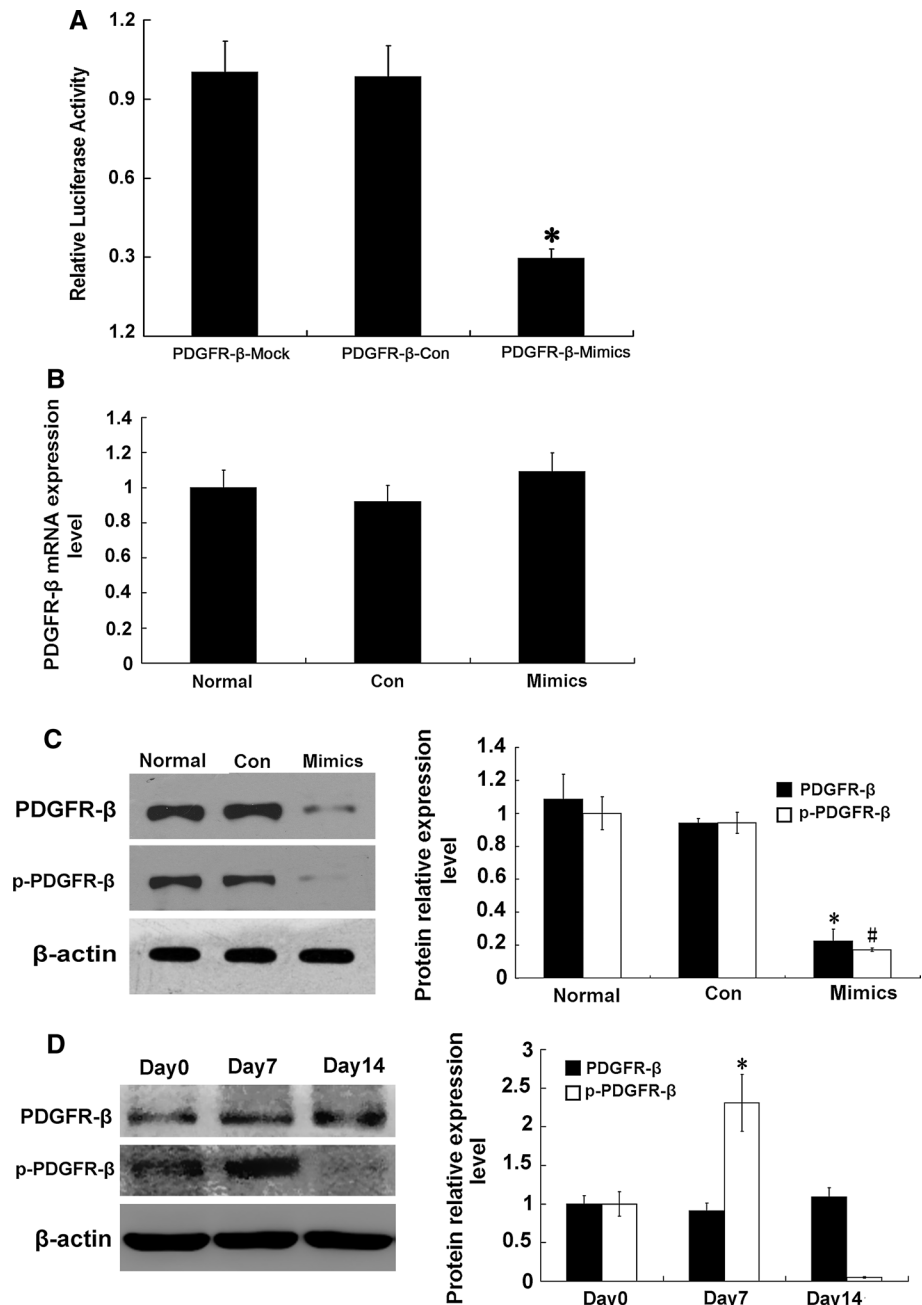 A
1.2
0.9
0.6
0.3
1.2
Relative Luciferase Activity
*
PDGFR-β-Mock PDGFR-β-Con PDGFR-β-Mimics
B
1.4
1.2
1
0.8
0.6
0.4
0.2
0
PDGFR-β mRNA expression
level
Normal Con Mimics
C
Normal Con Mimics
PDGFR-β
p-PDGFR-β
β-actin
1.4
1.2
1
0.8
0.6
0.4
0.2
0
Protein relative expression
level
PDGFR-β
p-PDGFR-β
* #
Normal Con Mimics
D
Day0 Day7 Day14
PDGFR-β
p-PDGFR-β
β-actin
3
2.5
2
1.5
1
0.5
0
Protein relative expression
level
PDGFR-β
p-PDGFR-β
*
Day0 Day7 Day14